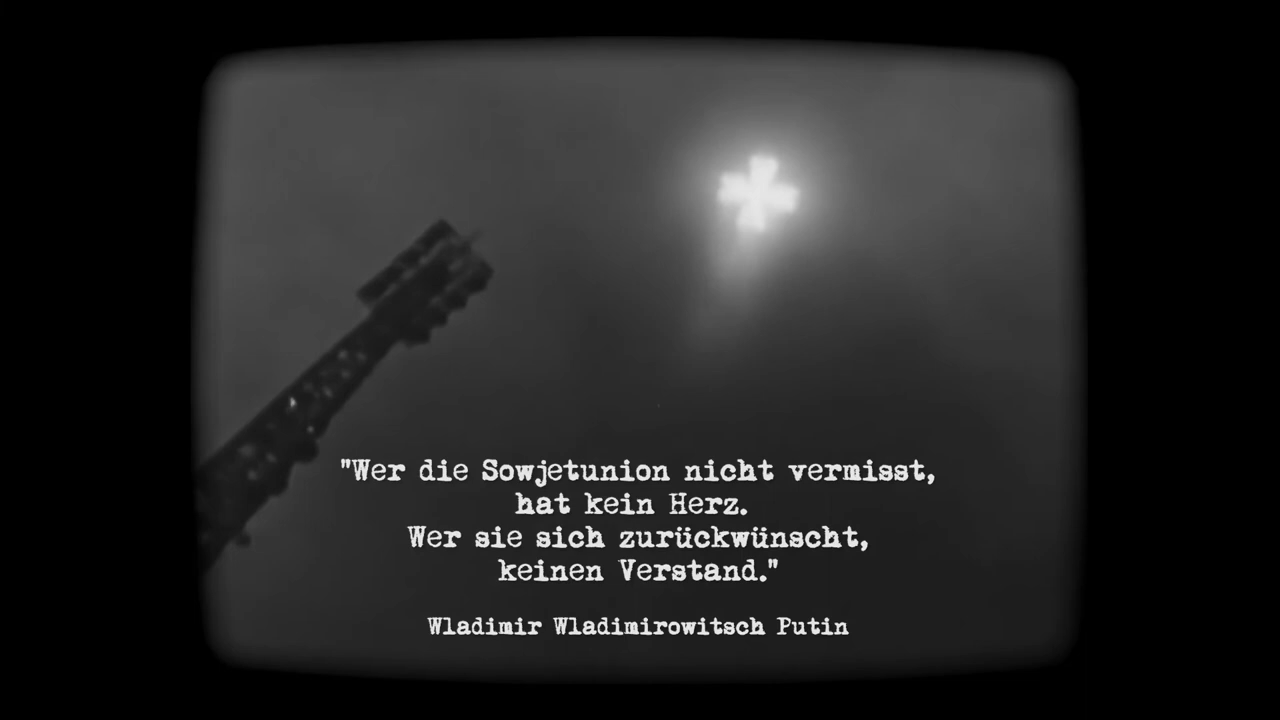 "Wer die Sowjetunion nicht vermisst,
hat kein Herz.
Wer sie sich zurückwünscht,
keinen Verstand."
Wladimir Wladimirowitsch Putin